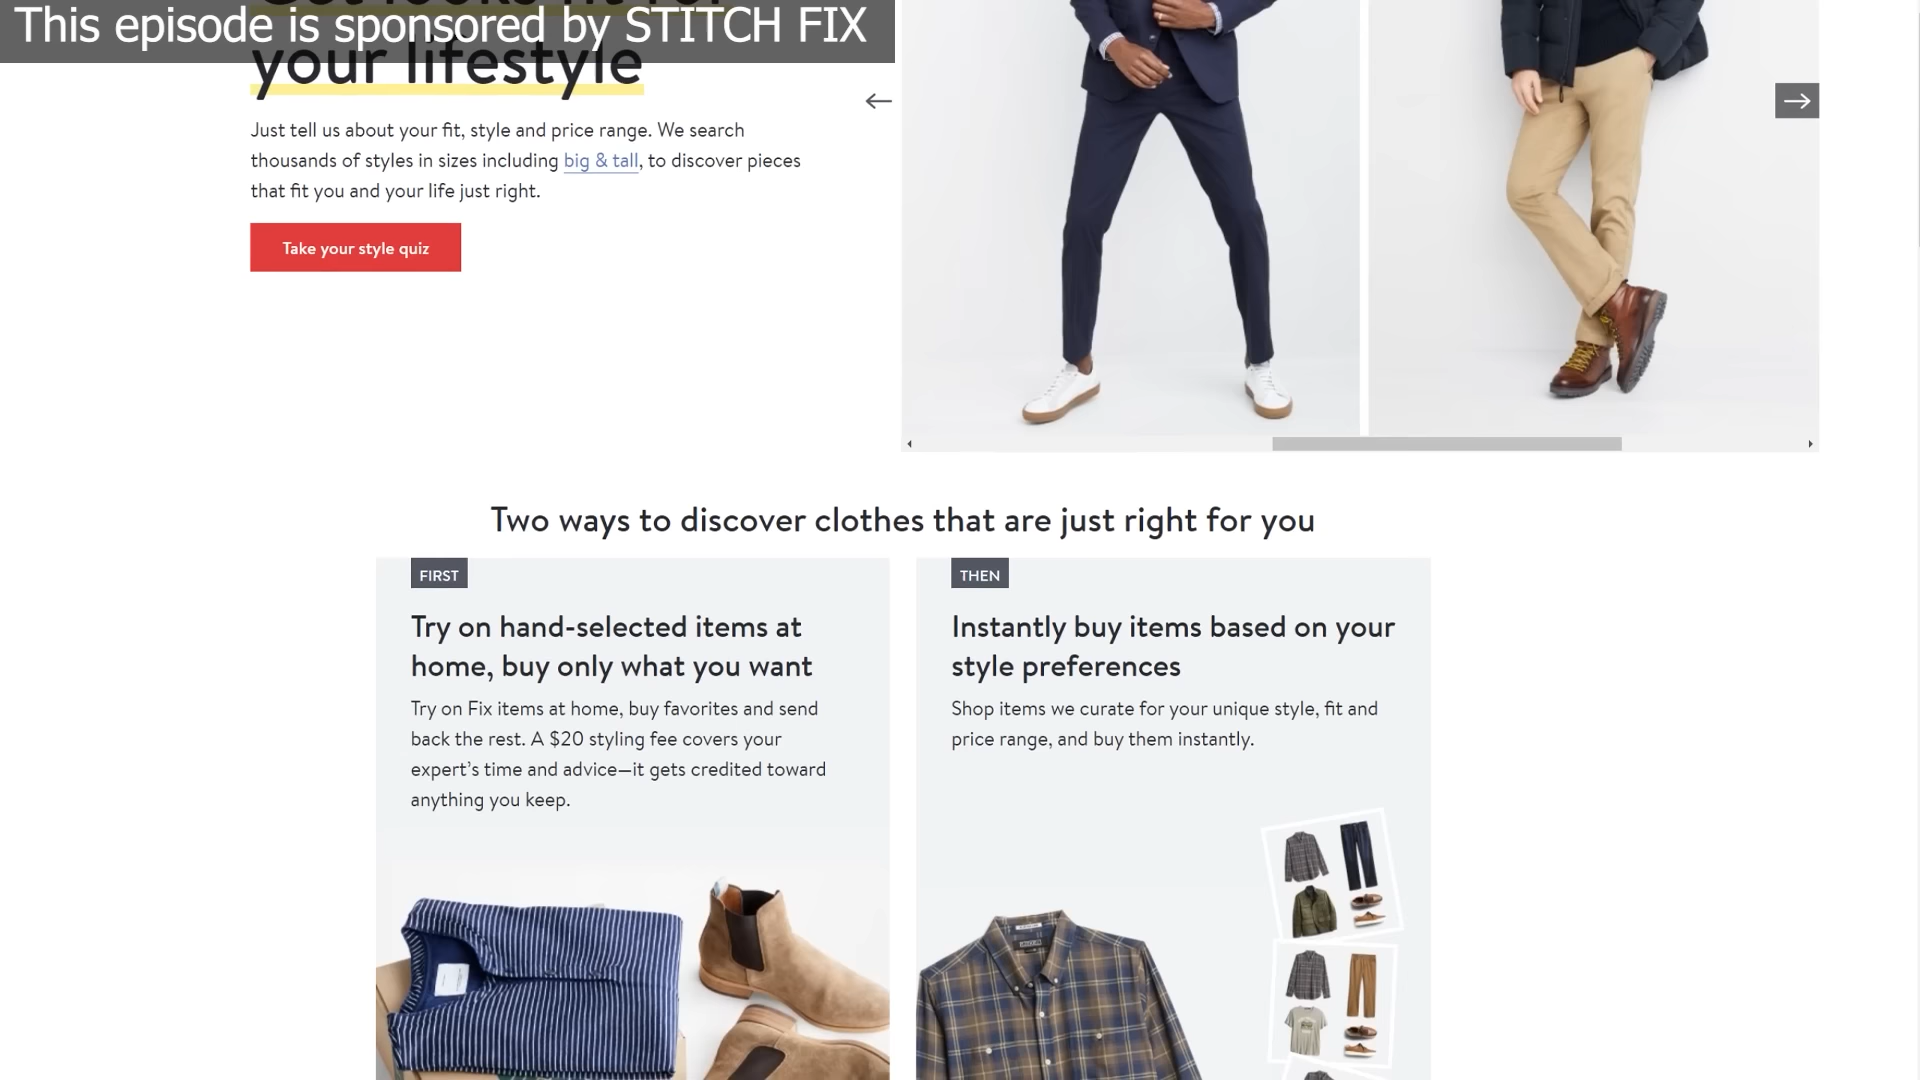 This episode is sponsored by STITCH FIX
your lifestyle
Just tell us about your fit, style and price range. We search
thousands of styles in sizes including big & tall, to discover pieces
that fit you and your life just right.
Take your style quiz
Two ways to discover clothes that are just right for you
FIRST
Try on hand-selected items at
home, buy only what you want
Try on Fix items at home, buy favorites and send
back the rest. A $20 styling fee covers your
expert’s time and advice—it gets credited toward
anything you keep.
THEN
Instantly buy items based on your
style preferences
Shop items we curate for your unique style, fit and
price range, and buy them instantly.